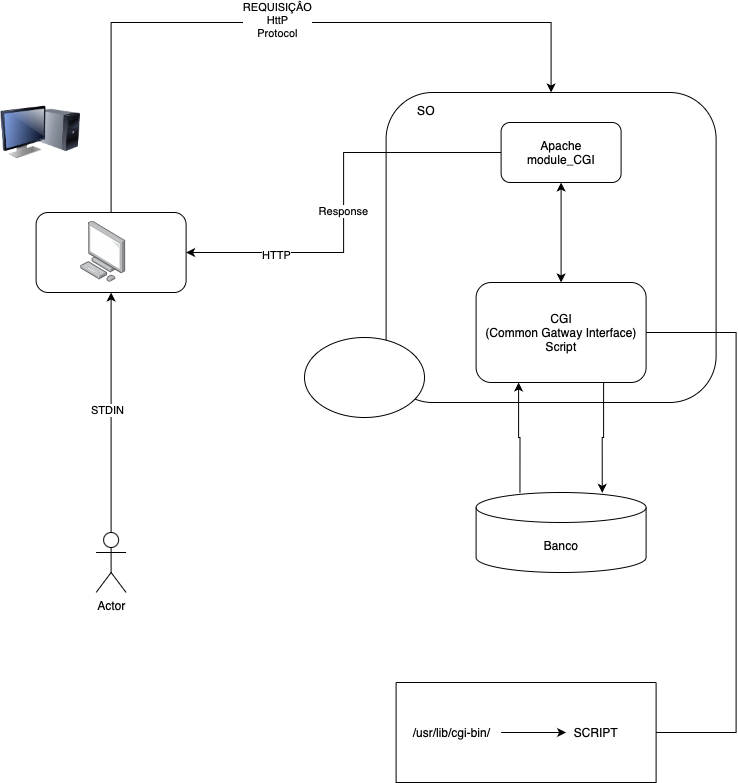 REQUISIÇÂO
HttP
Protocol
SO
Apache
module_CGI
Response
HTTP
CGI
(Common Gatway Interface)
Script
STDIN
Banco
Actor
/usr/lib/cgi-bin/ SCRIPT